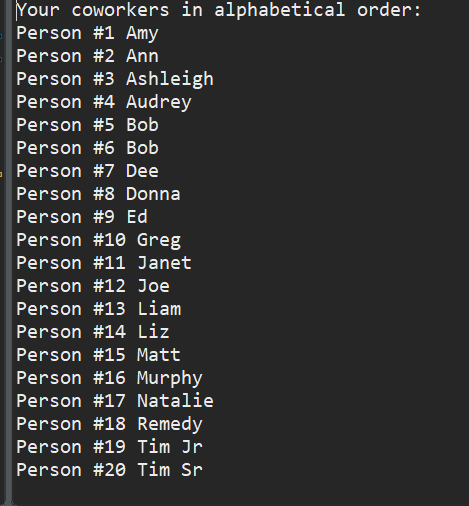 Your coworkers in alphabetical order:
Person #1 Amy
Person #2 Ann
Person #3 Ashleigh
Person #4 Audrey
Person #5 Bob
Person #6 Bob
Person #7 Dee
Person #8 Donna
Person #9 Ed
Person #10 Greg
Person #11 Janet
Person #12 Joe
Person #13 Liam
Person #14 Liz
Person #15 Matt
Person #16 Murphy
Person #17 Natalie
Person #18 Remedy
Person #19 Tim Jr
Person #20 Tim Sr